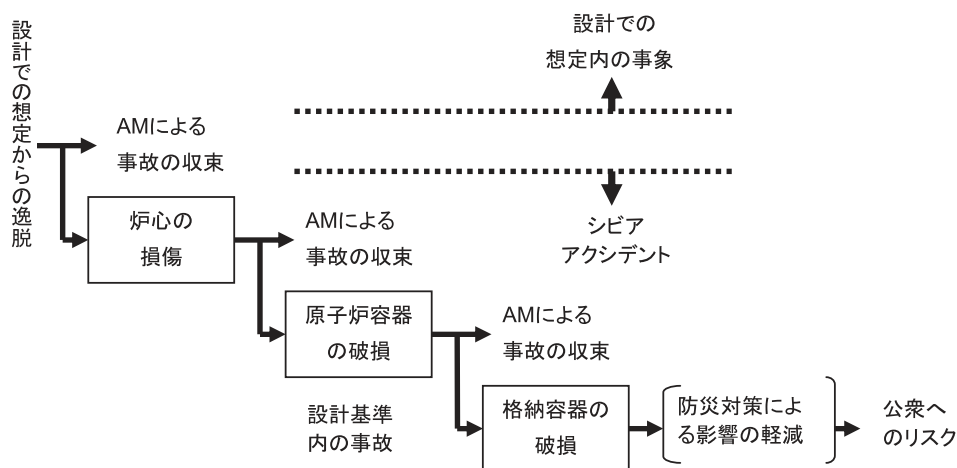 設計での想定からの逸脱
設計での
想定内の事象
AMによる
事故の収束
シビア
アクシデント
炉心の
損傷
AMによる
事故の収束
原子炉容器
の破損
AMによる
事故の収束
設計基準
内の事故
格納容器の
破損
防災対策によ
る影響の軽減
公衆へ
のリスク